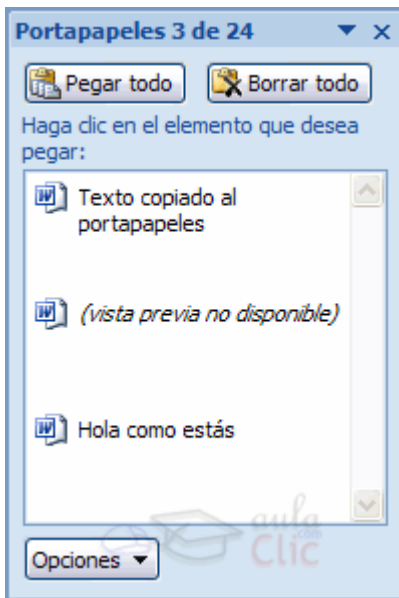 Portapapeles 3 de 24
Pegar todo
Borrar todo
Haga clic en el elemento que desea
pegar:
Texto copiado al
portapapeles
(vista previa no disponible)
Hola como estás
aula
.com
Clic
Opciones